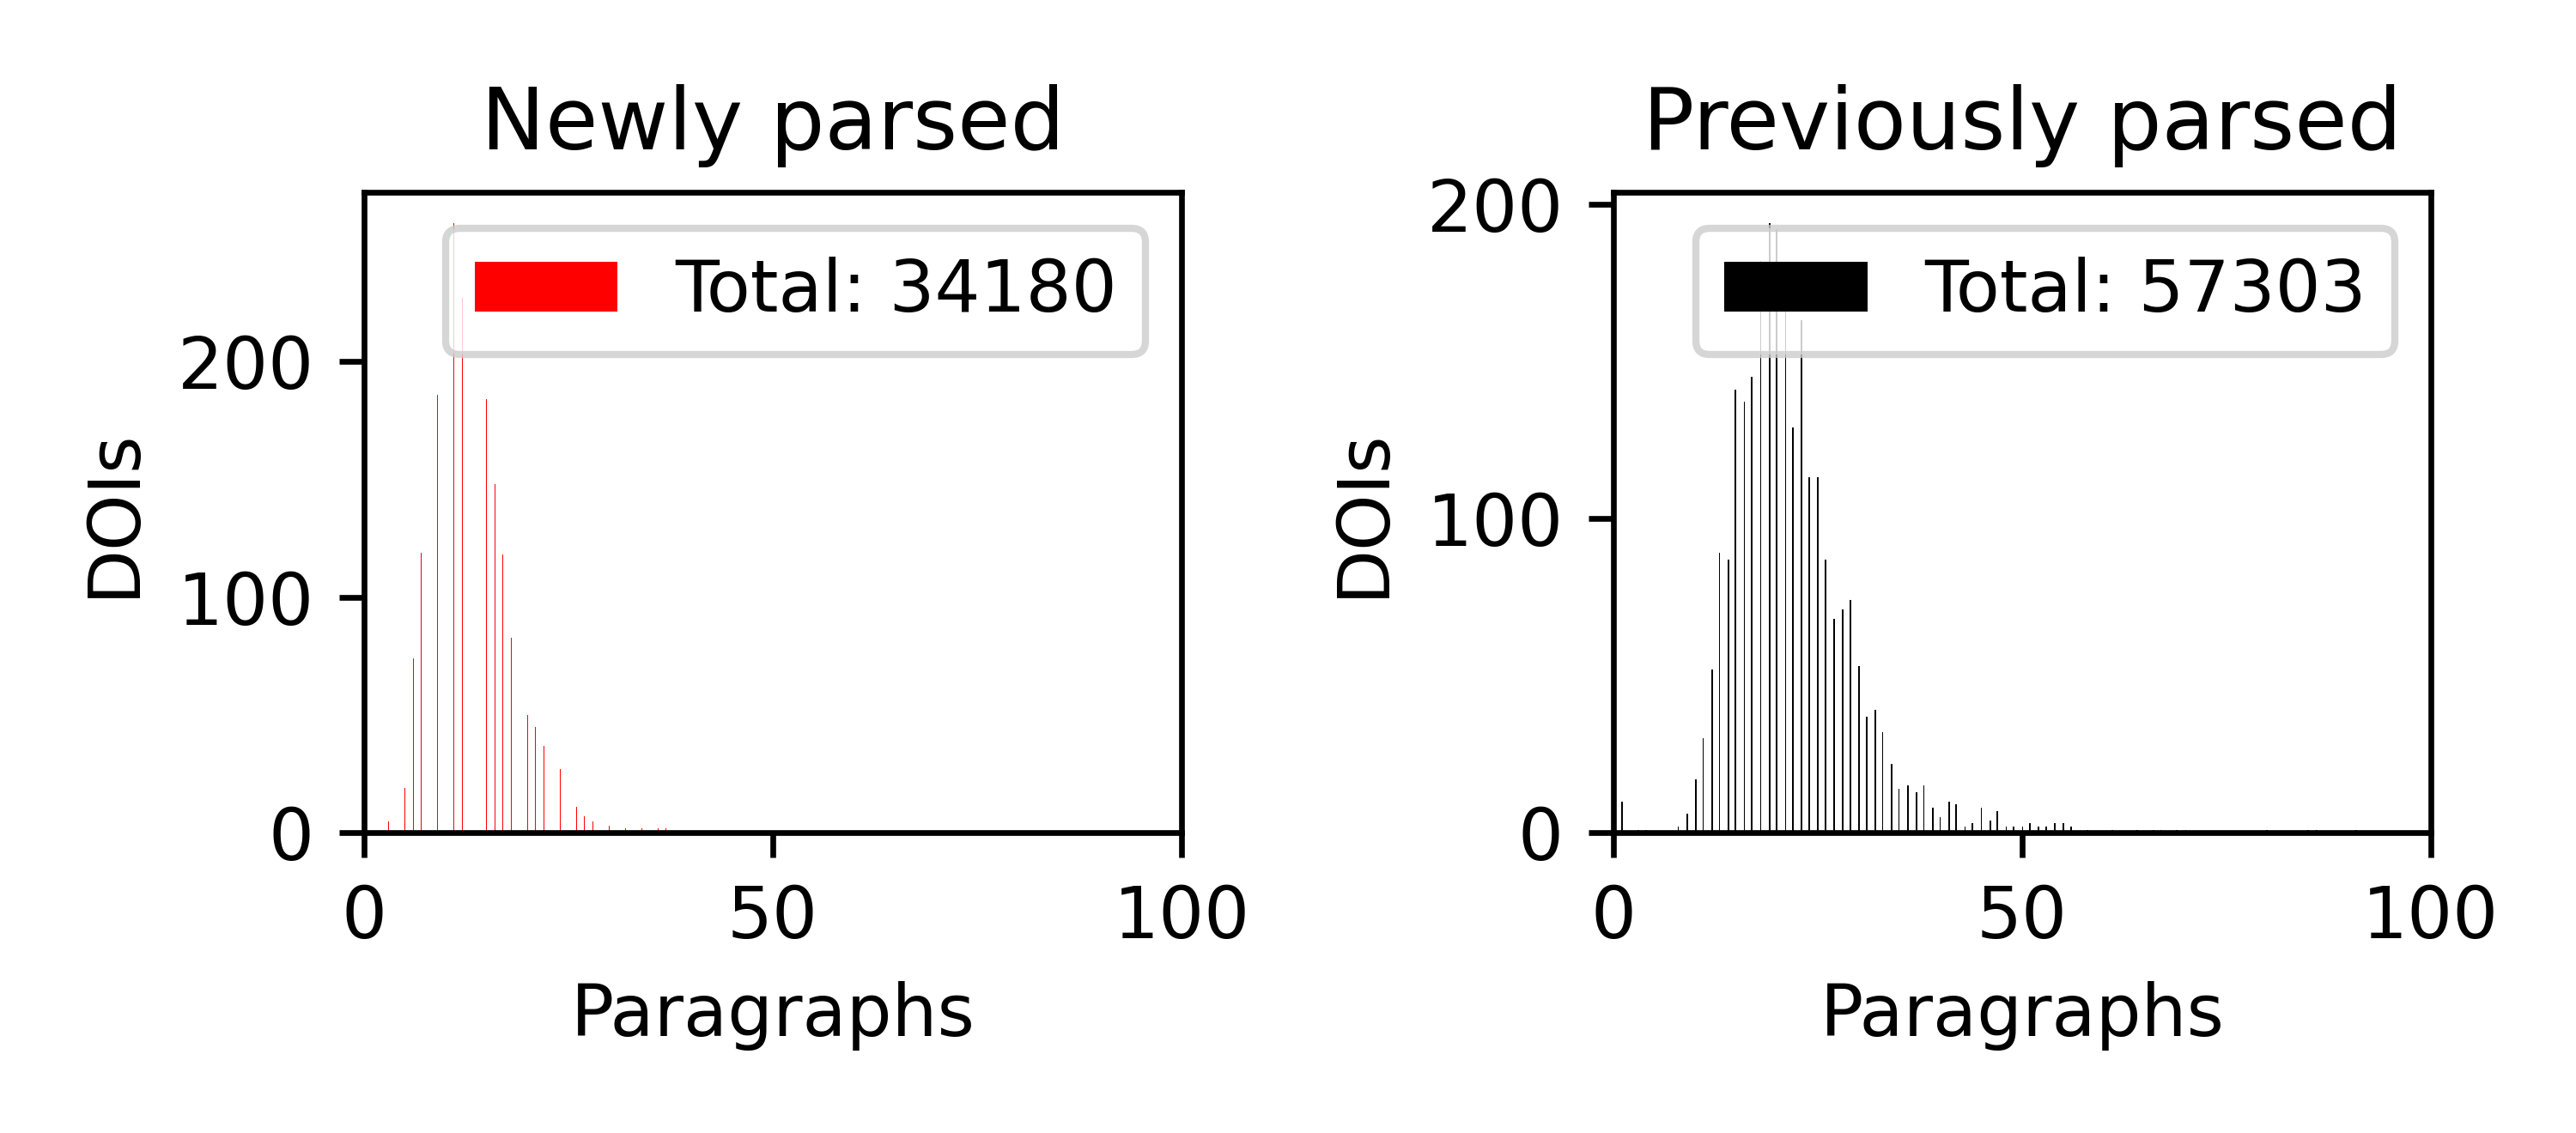 Newly parsed
Total: 34180
200
100
0
DOIs
0 50 100
Paragraphs
Previously parsed
Total: 57303
200
100
0
DOIs
0 50 100
Paragraphs